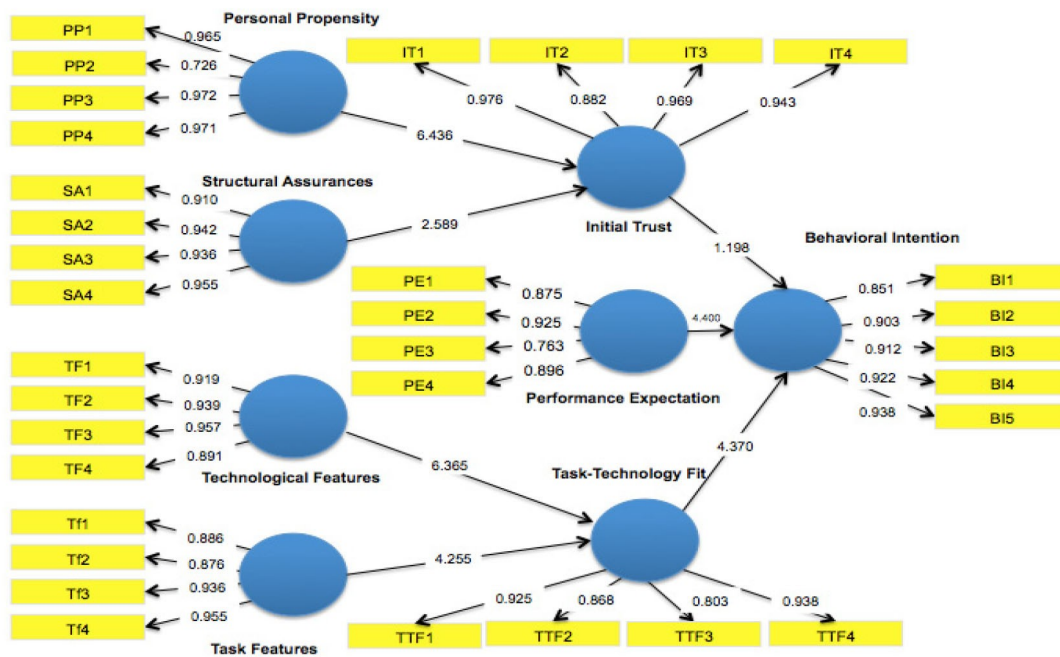 Personal Propensity
PP1
0.965
PP2
0.726
PP3
0.972
PP4
0.971
IT1
IT2
IT3
IT4
0.976
0.882
0.969
0.943
6.436
Structural Assurances
SA1
0.910
SA2
0.942
SA3
0.936
SA4
0.955
2.589
Initial Trust
1.198
Behavioral Intention
PE1
0.875
PE2
0.925
PE3
0.763
PE4
0.896
4.400
Performance Expectation
0.851
BI1
0.903
BI2
0.912
BI3
0.922
BI4
0.938
BI5
TF1
0.919
TF2
0.939
TF3
0.957
TF4
0.891
Technological Features
6.365
Task-Technology Fit
4.370
Tf1
0.886
Tf2
0.876
Tf3
0.936
Tf4
0.955
Task Features
4.255
0.925
0.868
0.803
0.938
TTF1
TTF2
TTF3
TTF4